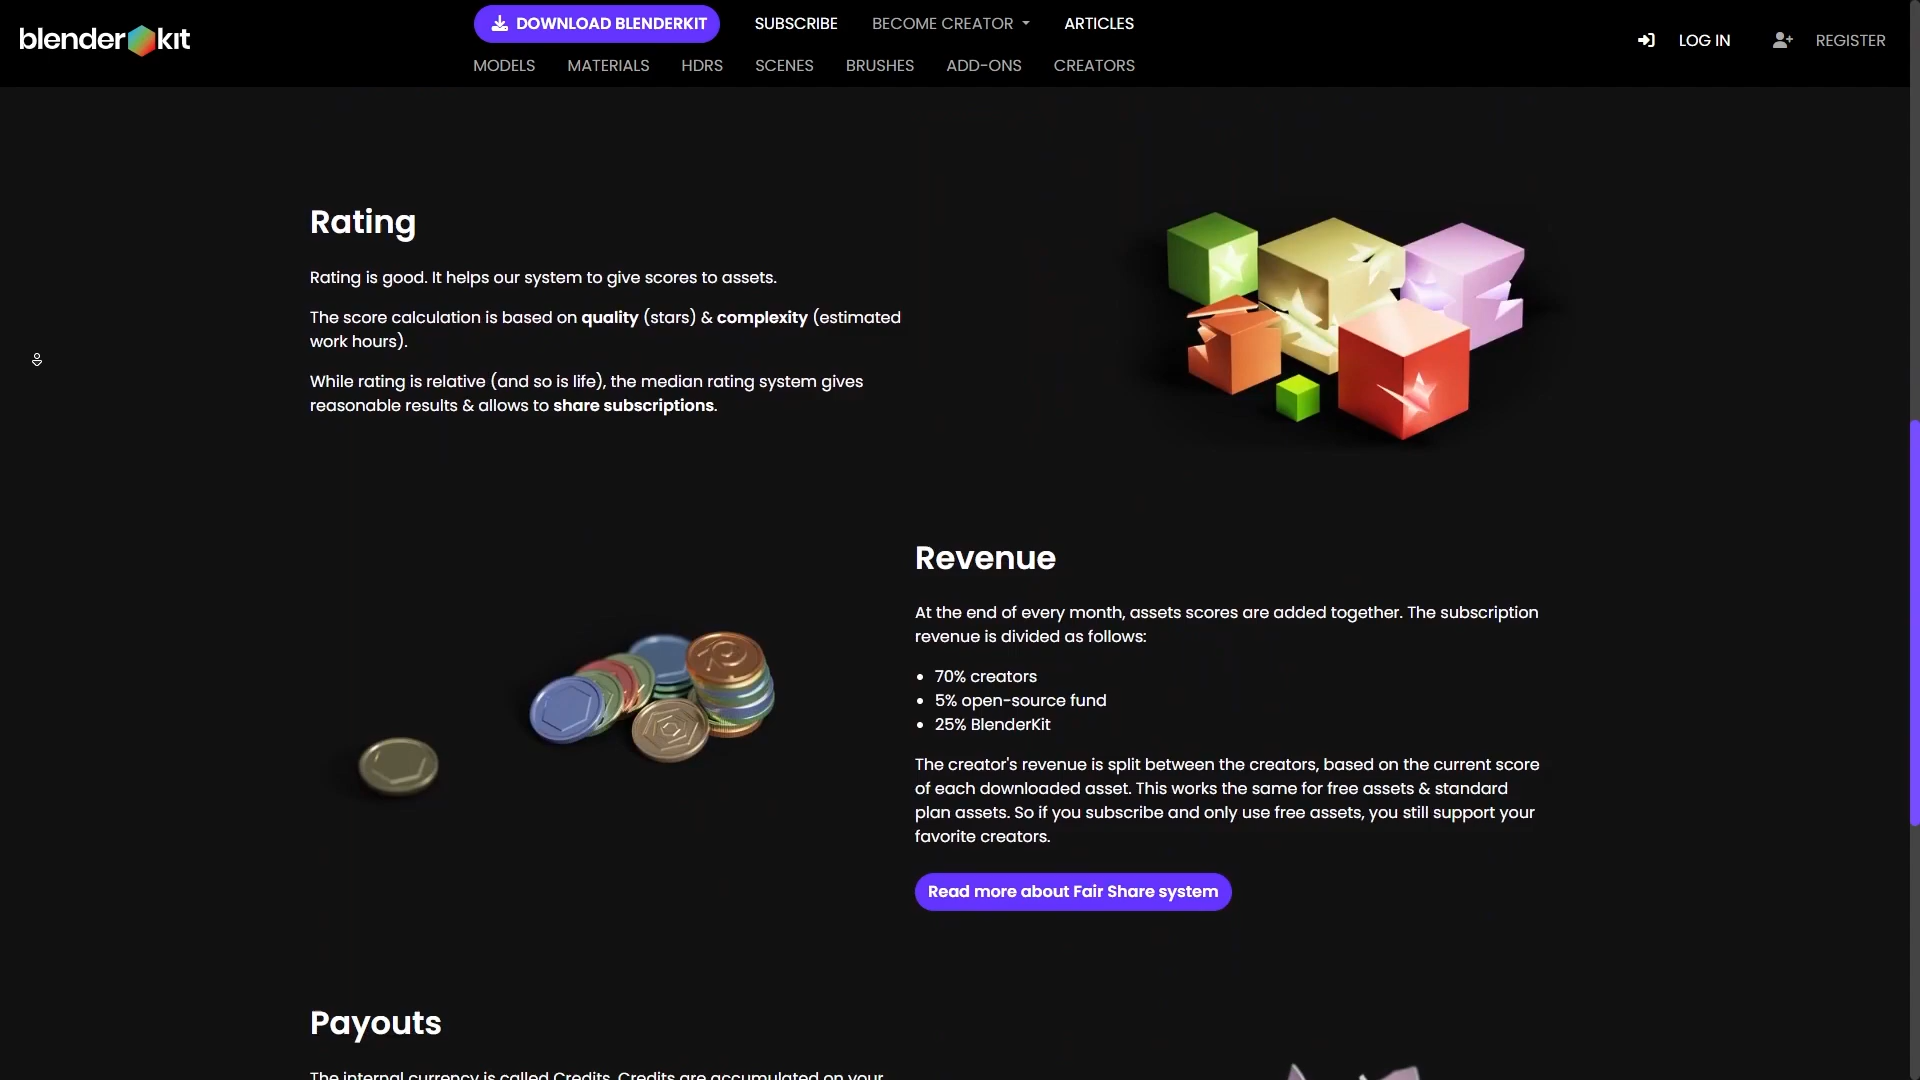 blenderkit
DOWNLOAD BLENDERKIT
SUBSCRIBE
BECOME CREATOR
ARTICLES
LOG IN
REGISTER
MODELS
MATERIALS
HDRS
SCENES
BRUSHES
ADD-ONS
CREATORS
Rating
Rating is good. It helps our system to give scores to assets.
The score calculation is based on quality (stars) & complexity (estimated
work hours).
While rating is relative (and so is life), the median rating system gives
reasonable results & allows to share subscriptions.
Revenue
At the end of every month, assets scores are added together. The subscription
revenue is divided as follows:
• 70% creators
• 5% open-source fund
• 25% BlenderKit
The creator's revenue is split between the creators, based on the current score
of each downloaded asset. This works the same for free assets & standard
plan assets. So if you subscribe and only use free assets, you still support your
favorite creators.
Read more about Fair Share system
Payouts
The internal currency is called Credits. Credits are accumulated on your